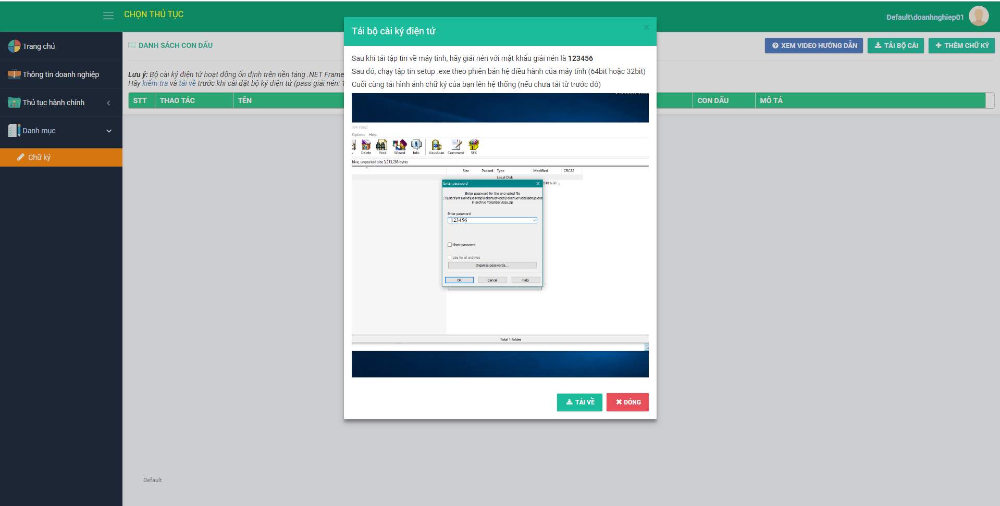 CHỌN THỦ TỤC
Default\doanhnghiep01
Trang chủ
Thông tin doanh nghiệp
Thủ tục hành chính
Danh mục
Chữ ký
DANH SÁCH CON DẤU
XEM VIDEO HƯỚNG DẪN
TẢI BỘ CÀI
THÊM CHỮ KÝ
Lưu ý: Bộ cài ký điện tử hoạt động ổn định trên nền tảng .NET Frame
Hãy kiểm tra và tải về trước khi cài đặt bộ ký điện tử (pass giải nén: 1
STT THAO TÁC TÊN CON DẤU MÔ TẢ
Tải bộ cài ký điện tử
Sau khi tải tập tin về máy tính, hãy giải nén với mật khẩu giải nén là 123456
Sau đó, chạy tập tin setup .exe theo phiên bản hệ điều hành của máy tính (64bit hoặc 32bit)
Cuối cùng tải hình ảnh chữ ký của bạn lên hệ thống (nếu chưa tải từ trước đó)
tion copy]
Options Help
Delete Find Wizard Info VirusScan Comment SFX
hive, unpacked size 3,213,288 bytes
Size Packed Type Modified CRC32
Local Disk
018 6:30 ...
Enter password
Enter password for the encrypted file
C:\Users\Mr David\Desktop\TokenServices\TokenServices\setup.exe
in archive TokenServices.zip
Enter password
123456
Show password
Use for all archives
Organize passwords...
OK Cancel Help
Total 1 folder
TẢI VỀ
ĐÓNG
Default